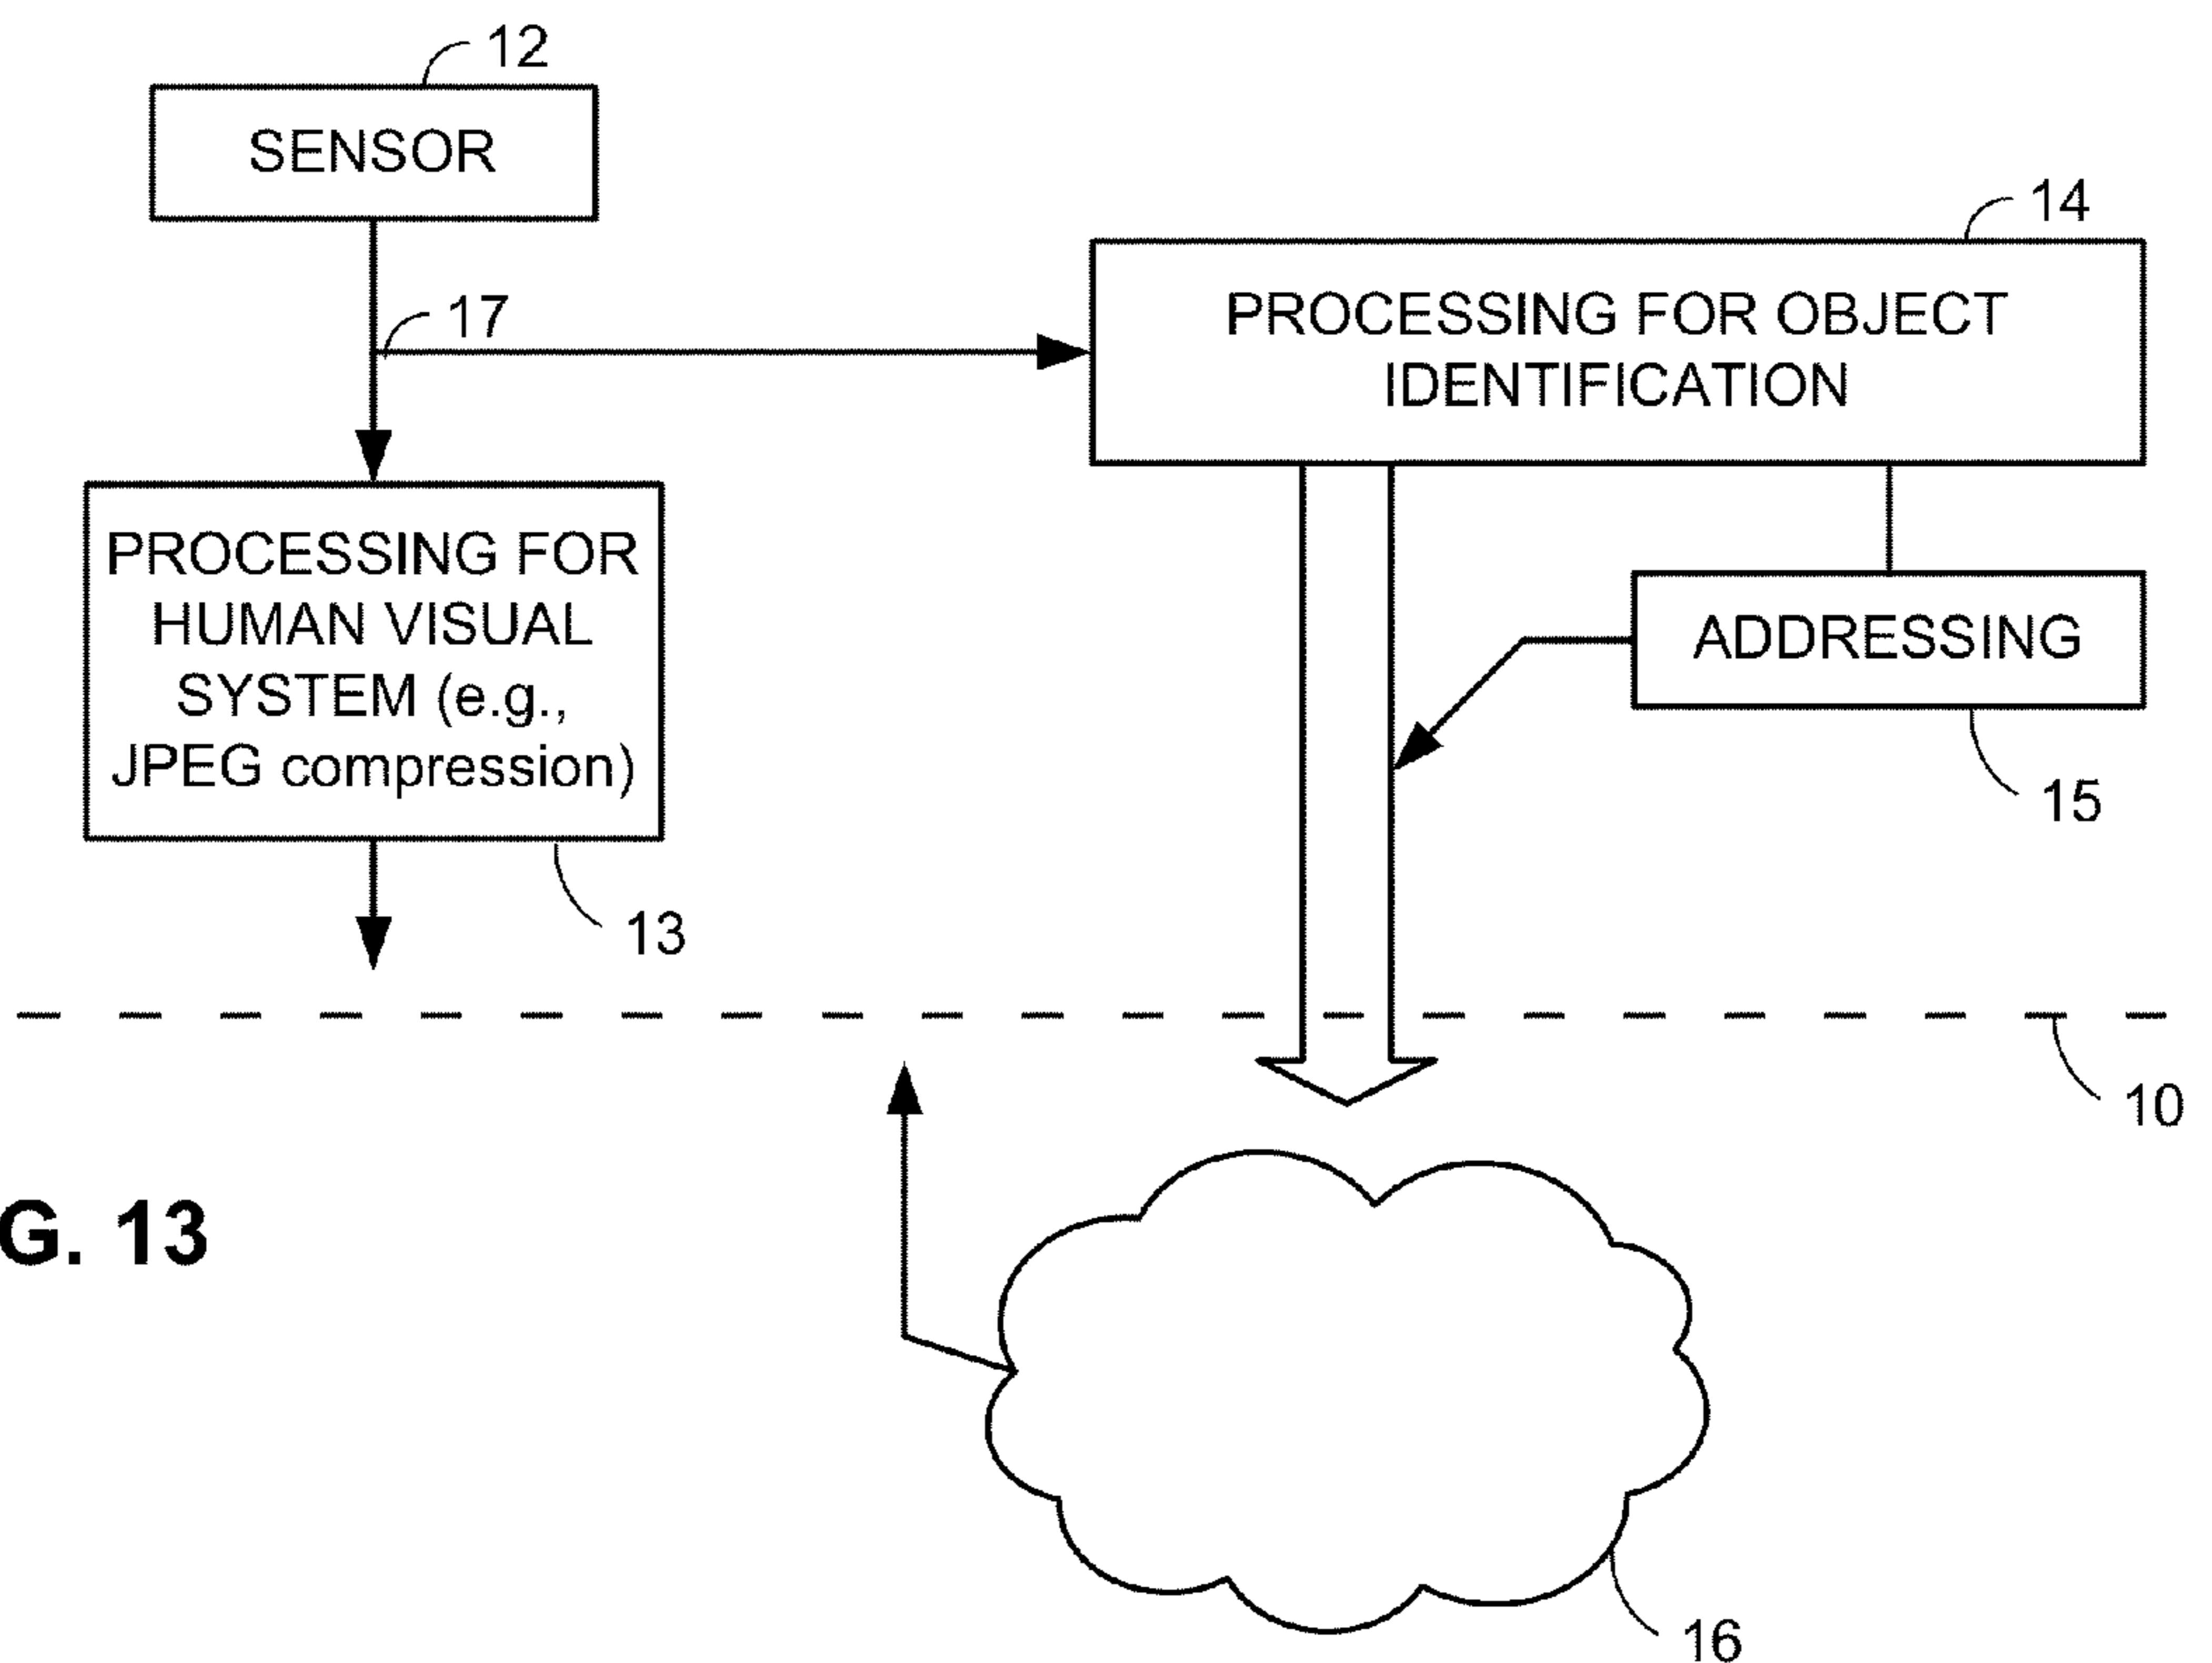 12
SENSOR
14
17
PROCESSING FOR OBJECT
IDENTIFICATION
PROCESSING FOR
HUMAN VISUAL
SYSTEM (e.g.,
JPEG compression)
ADDRESSING
15
13
10
G. 13
16